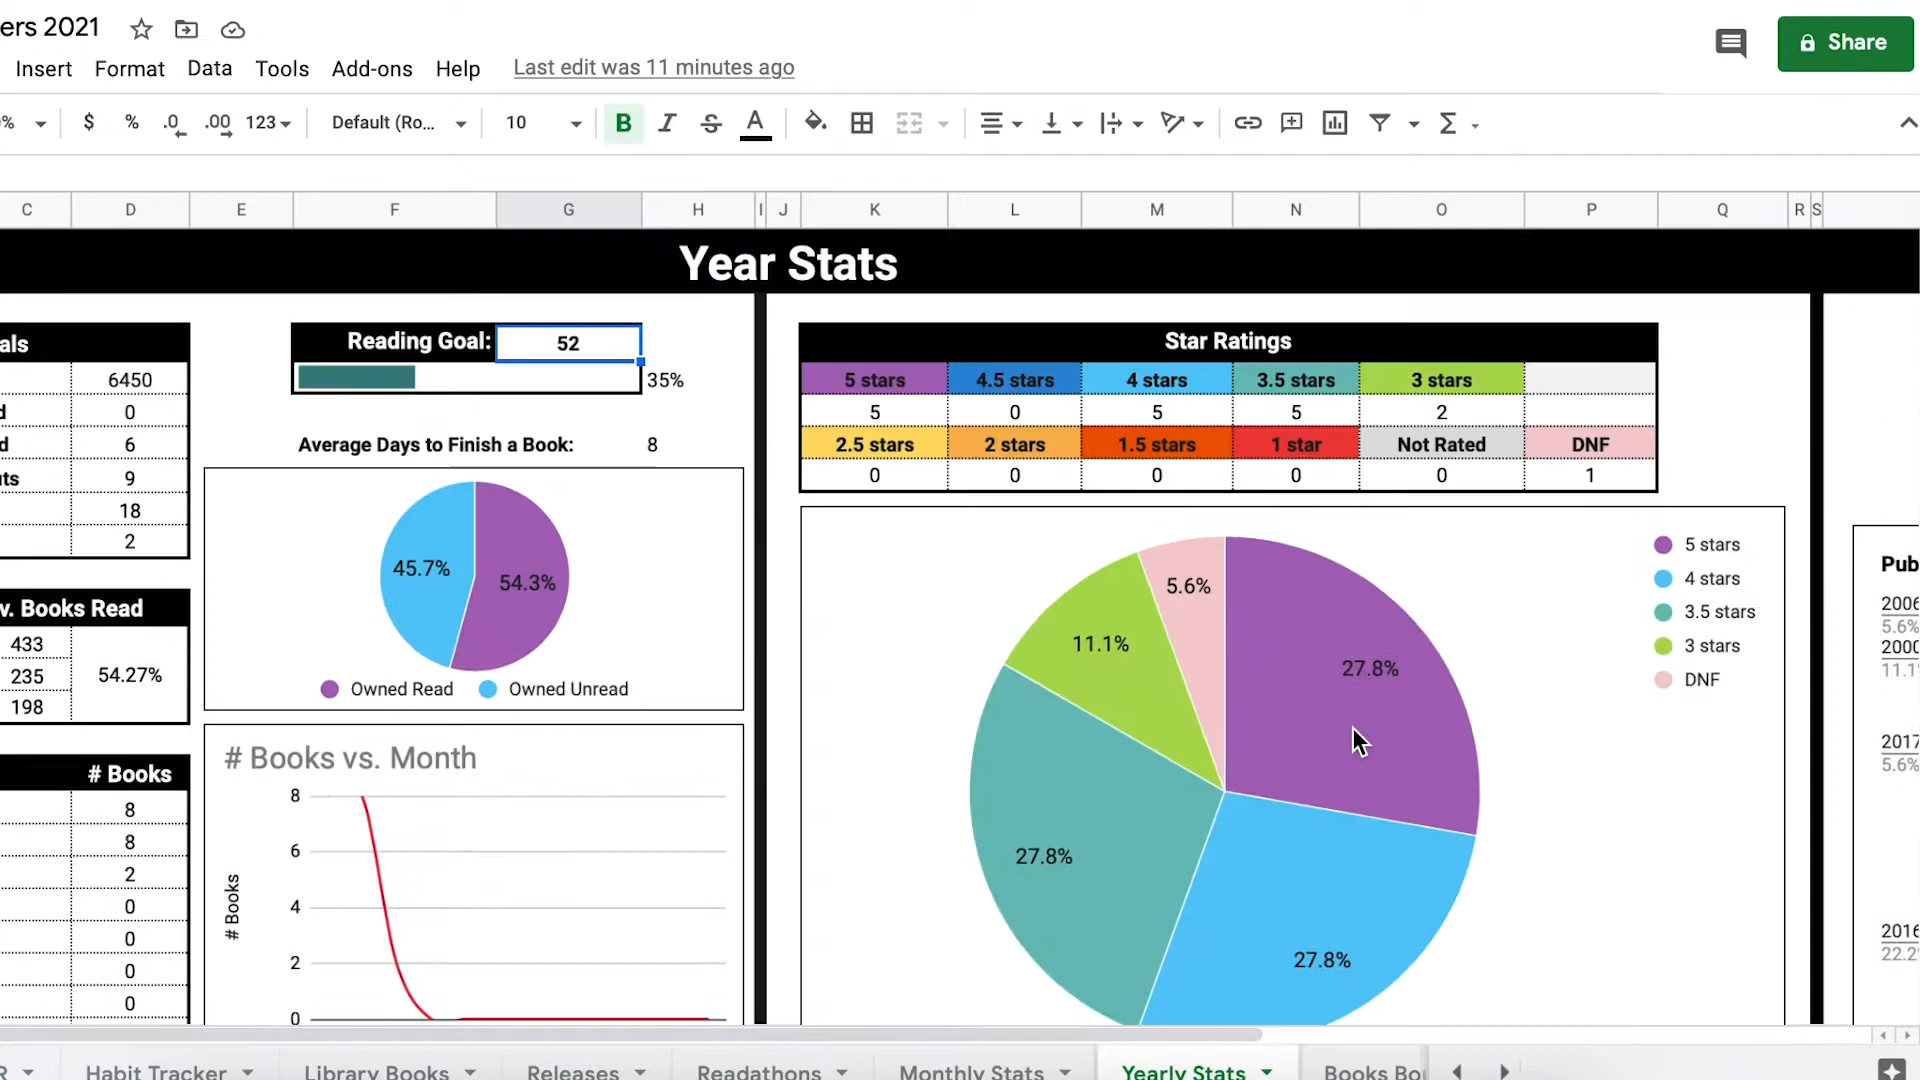 ers 2021
Share
Insert Format Data Tools Add-ons Help Last edit was 11 minutes ago
% $ % .0 .00 123 Default (Ro... 10 B I S A Σ
C D E F G H I J K L M N O P Q R S
Year Stats
als
6450
0
6
9
18
2
Reading Goal: 52
35%
Average Days to Finish a Book: 8
45.7%
54.3%
Owned Read Owned Unread
v. Books Read
433
235
198
54.27%
# Books
8
8
2
0
0
0
0
# Books vs. Month
# Books
8
6
4
2
0
Star Ratings
5 stars 4.5 stars 4 stars 3.5 stars 3 stars
5 0 5 5 2
2.5 stars 2 stars 1.5 stars 1 star Not Rated DNF
0 0 0 0 0 1
5.6%
11.1%
27.8%
27.8%
27.8%
5 stars
4 stars
3.5 stars
3 stars
DNF
Pub
2006
5.6%
2000
11.1
2017
5.6%
2016
22.2
R Habit Tracker Library Books Releases Readathons Monthly Stats Yearly Stats Books Bo